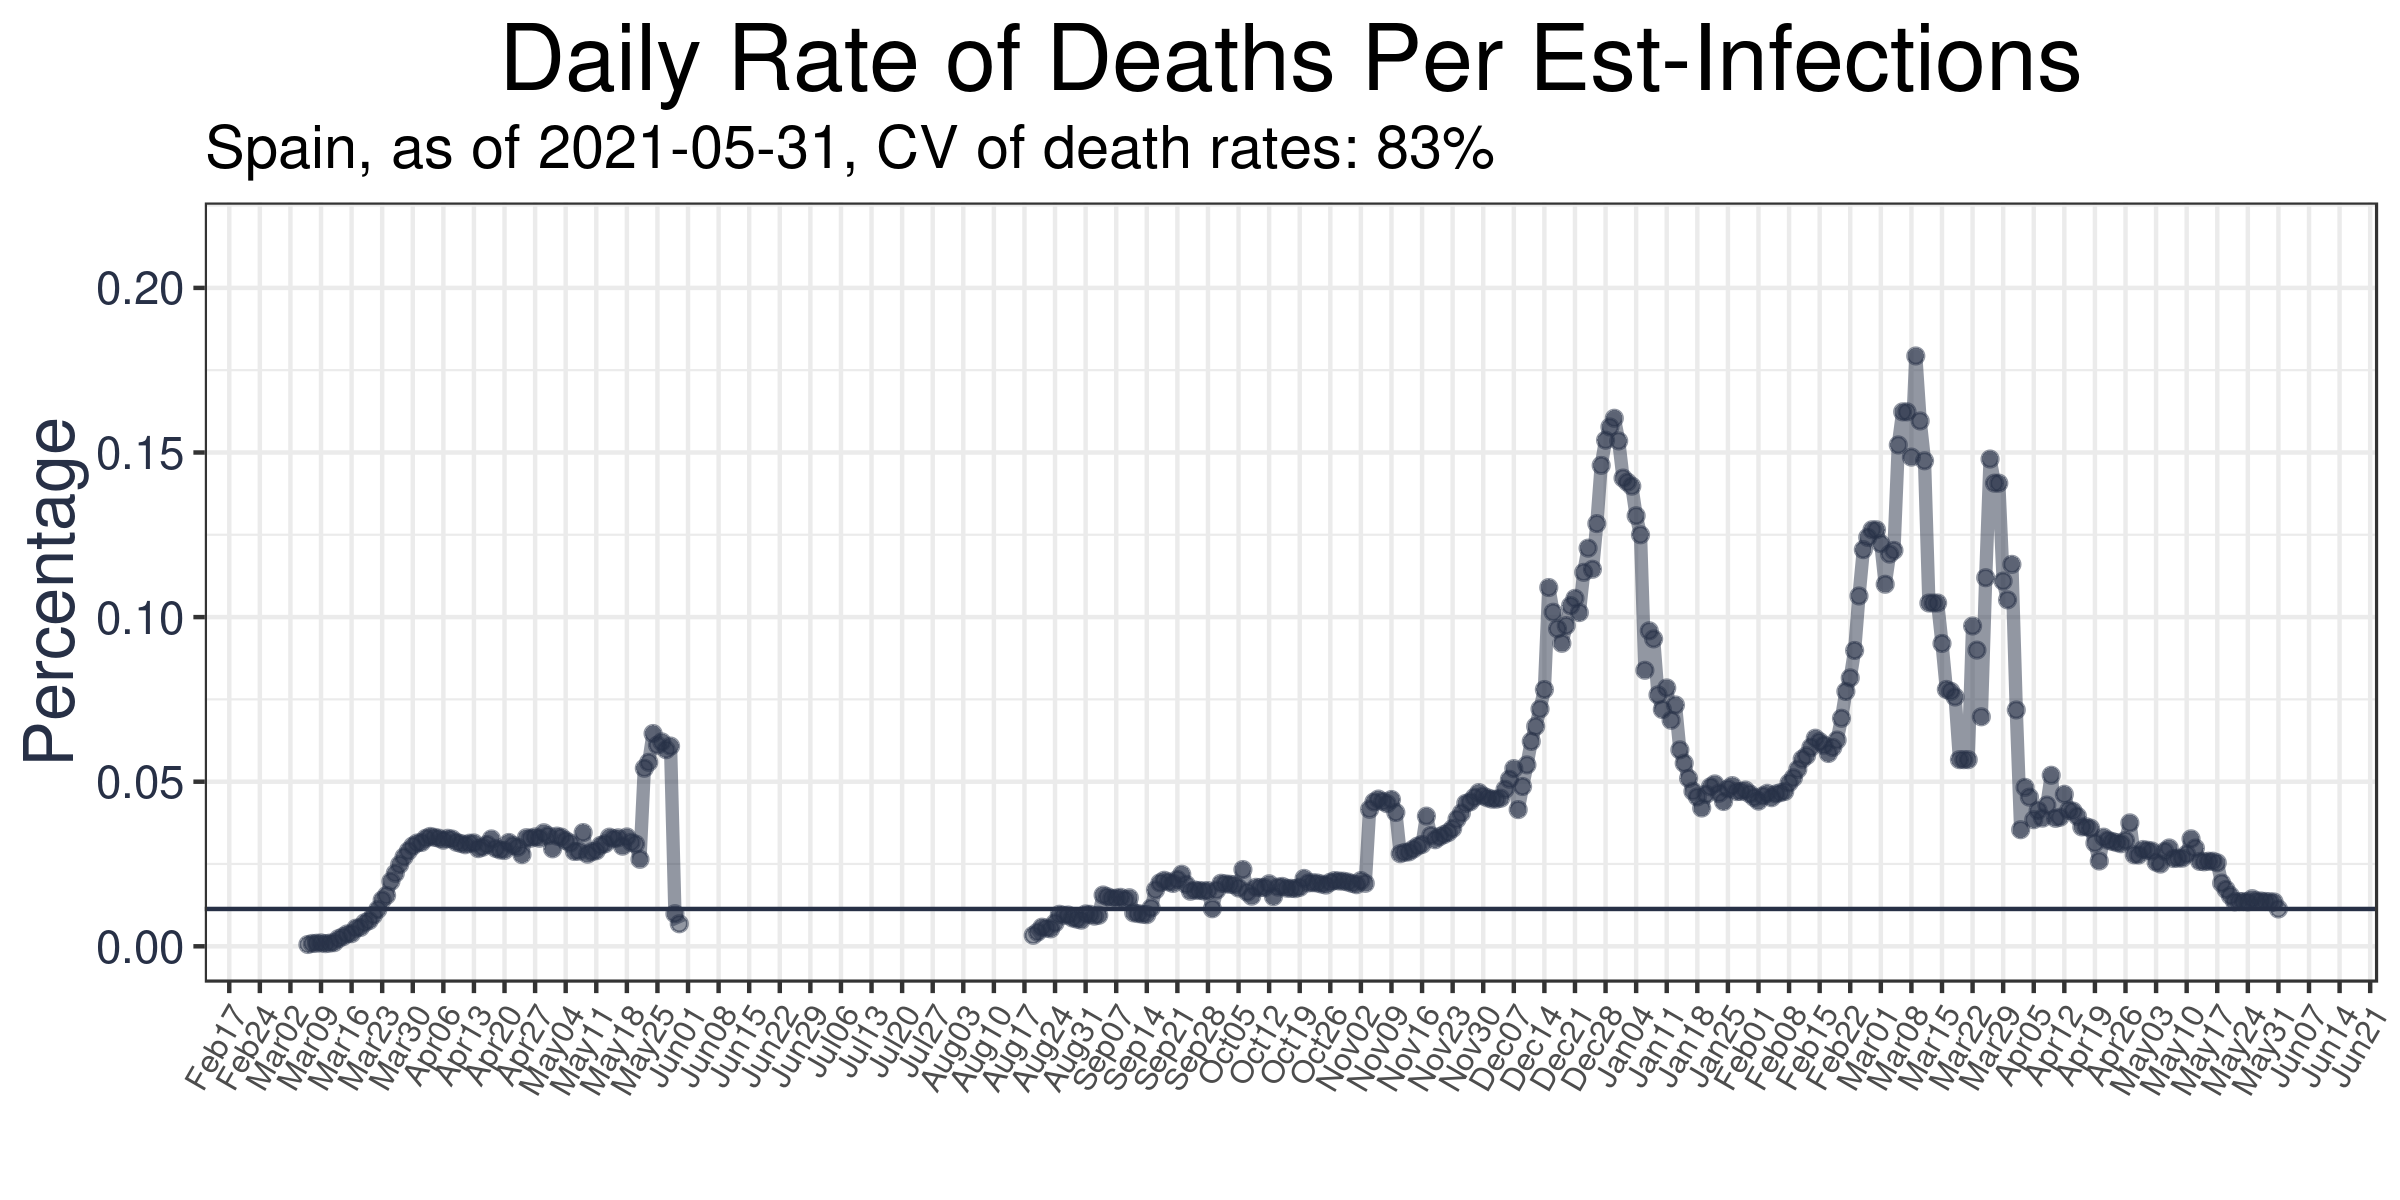 Daily Rate of Deaths Per Est-Infections
Spain, as of 2021-05-31, CV of death rates: 83%
Percentage
0.20
0.15
0.10
0.05
0.00
Feb17
Feb24
Mar02
Mar09
Mar16
Mar23
Mar30
Apr06
Apr13
Apr20
Apr27
May04
May11
May18
May25
Jun01
Jun08
Jun15
Jun22
Jun29
Jul06
Jul13
Jul20
Jul27
Aug03
Aug10
Aug17
Aug24
Aug31
Sep07
Sep14
Sep21
Sep28
Oct05
Oct12
Oct19
Oct26
Nov02
Nov09
Nov16
Nov23
Nov30
Dec07
Dec14
Dec21
Dec28
Jan04
Jan11
Jan18
Jan25
Feb01
Feb08
Feb15
Feb22
Mar01
Mar08
Mar15
Mar22
Mar29
Apr05
Apr12
Apr19
Apr26
May03
May10
May17
May24
May31
Jun07
Jun14
Jun21